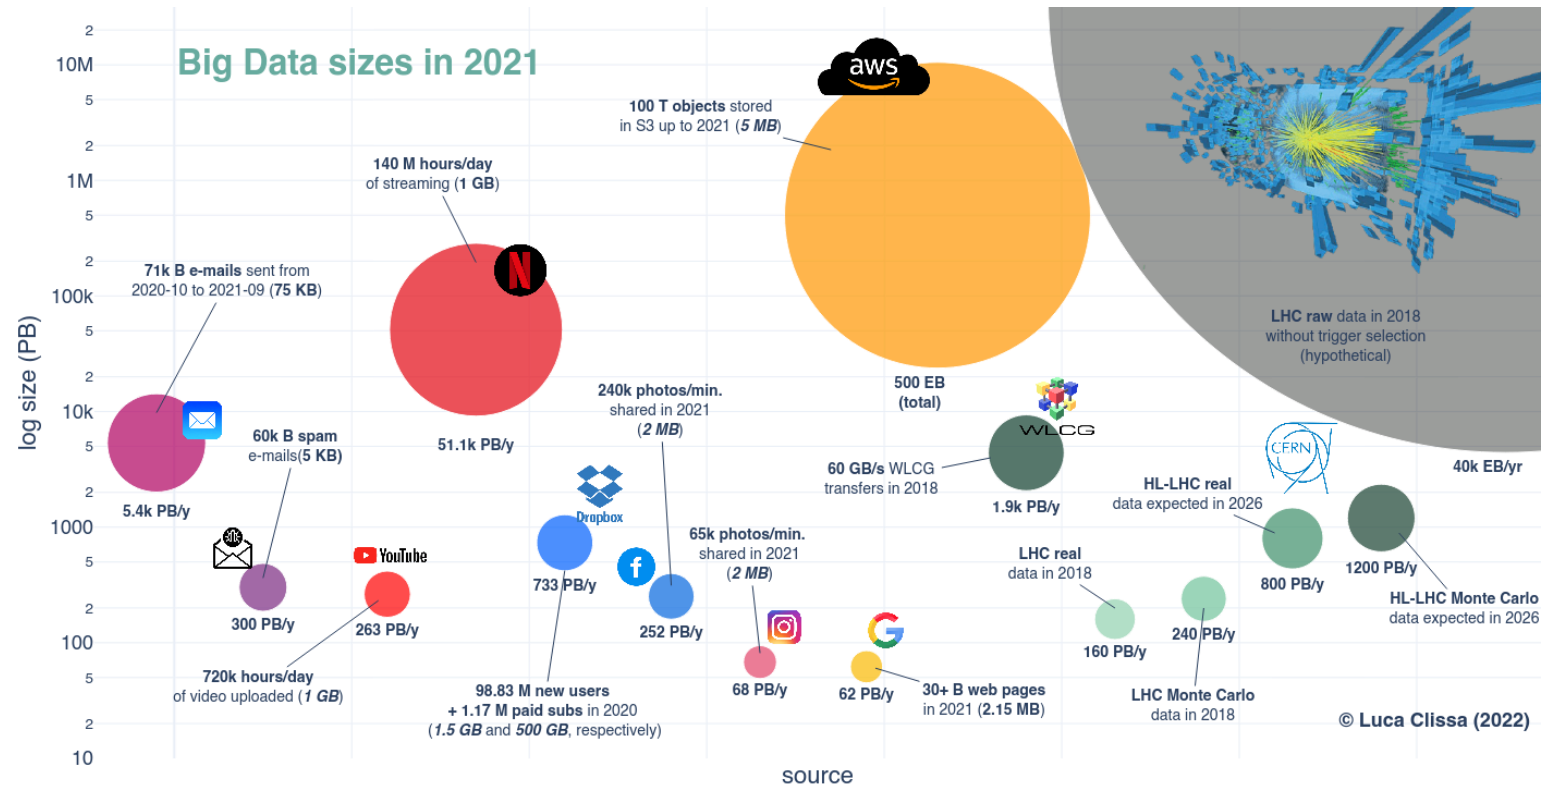 Big Data sizes in 2021
log size (PB)
2
10M
5
2
1M
5
2
100k
5
2
10k
5
2
1000
5
2
100
5
2
10
source
aws
100 T objects stored
in S3 up to 2021 (5 MB)
500 EB
(total)
140 M hours/day
of streaming (1 GB)
N
51.1k PB/y
71k B e-mails sent from
2020-10 to 2021-09 (75 KB)
5.4k PB/y
60k B spam
e-mails(5 KB)
300 PB/y
YouTube
263 PB/y
720k hours/day
of video uploaded (1 GB)
Dropbox
733 PB/y
98.83 M new users
+ 1.17 M paid subs in 2020
(1.5 GB and 500 GB, respectively)
240k photos/min.
shared in 2021
(2 MB)
f
252 PB/y
65k photos/min.
shared in 2021
(2 MB)
68 PB/y
G
62 PB/y
30+ B web pages
in 2021 (2.15 MB)
WLCG
60 GB/s WLCG
transfers in 2018
1.9k PB/y
LHC raw data in 2018
without trigger selection
(hypothetical)
40k EB/yr
CERN
HL-LHC real
data expected in 2026
800 PB/y
1200 PB/y
HL-LHC Monte Carlo
data expected in 2026
LHC real
data in 2018
160 PB/y
240 PB/y
LHC Monte Carlo
data in 2018
© Luca Clissa (2022)